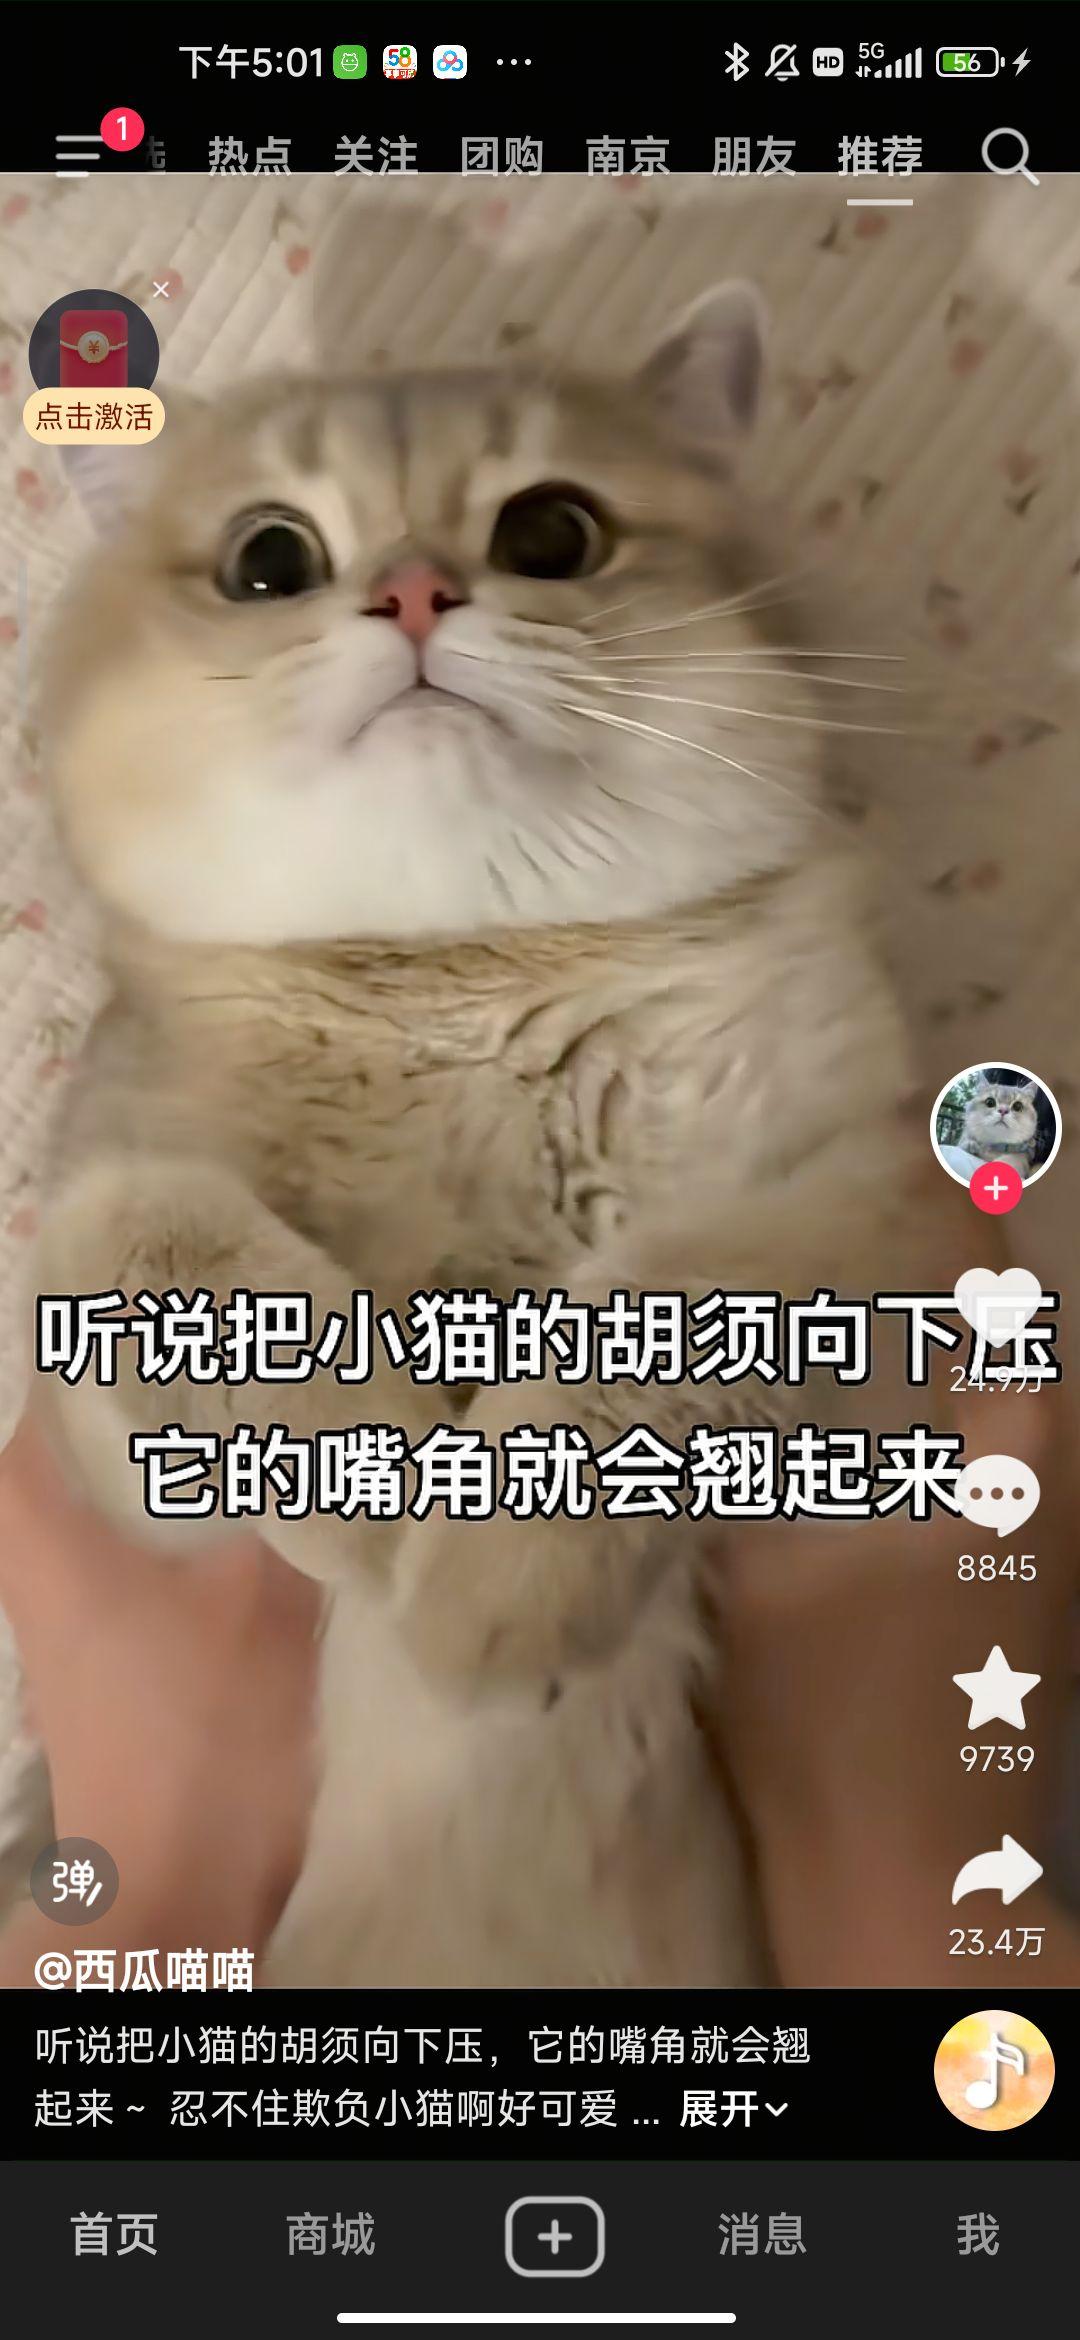 下午5:01
58
HD
5G
56
1
热点 关注 团购 南京 朋友 推荐
点击激活
听说把小猫的胡须向下压
它的嘴角就会翘起来
24.9万
8845
9739
23.4万
弹
@西瓜喵喵
听说把小猫的胡须向下压，它的嘴角就会翘
起来~ 忍不住欺负小猫啊好可爱 ... 展开
首页 商城 消息 我